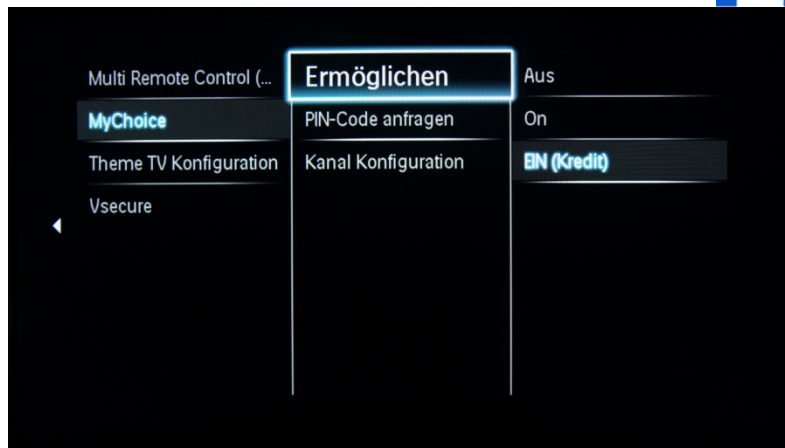 Multi Remote Control (...
MyChoice
Theme TV Konfiguration
Vsecure
Ermöglichen
PIN-Code anfragen
Kanal Konfiguration
Aus
On
EIN (Kredit)